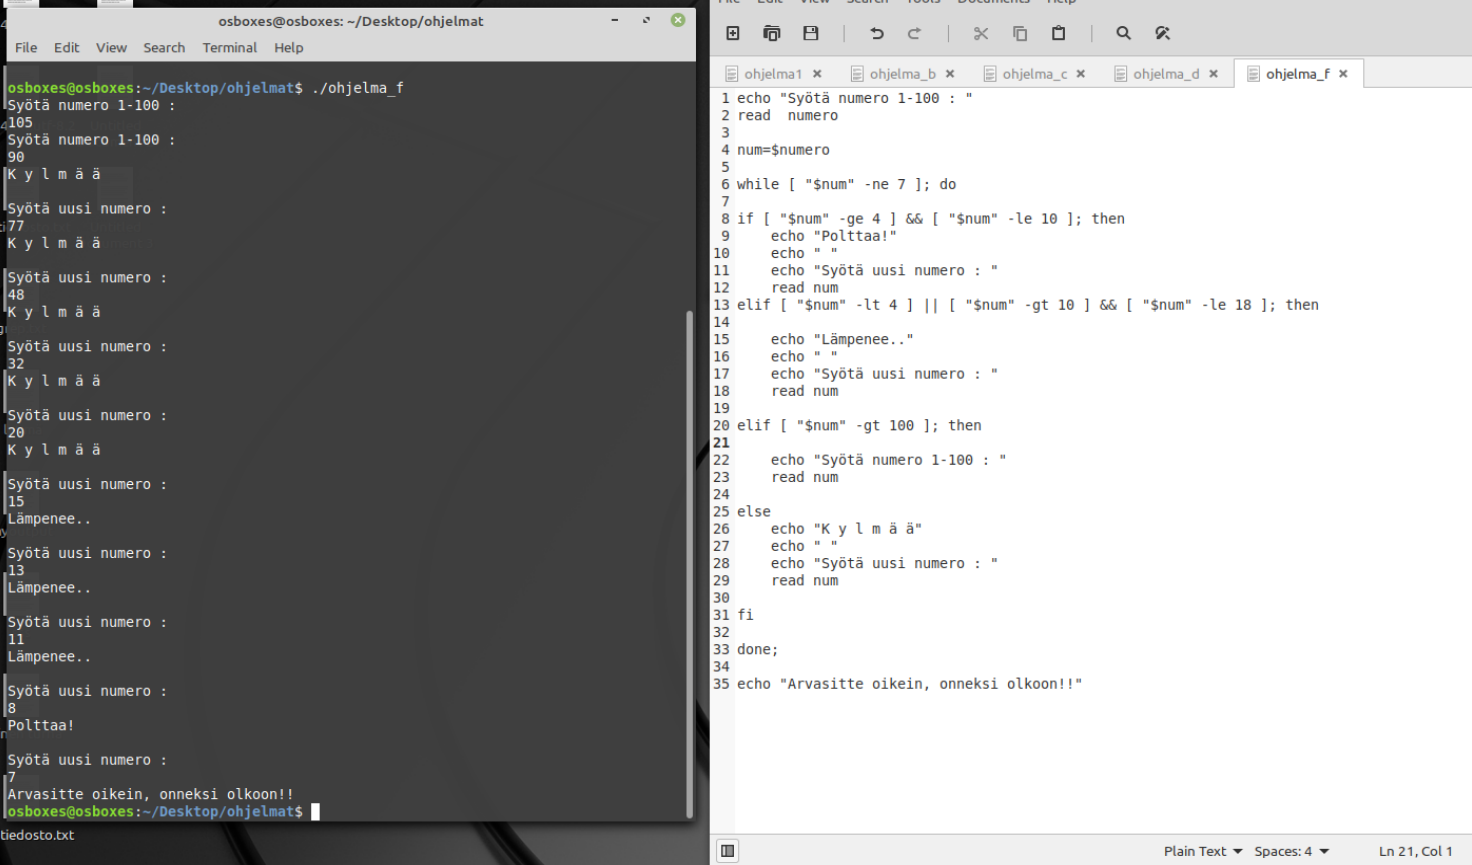 osboxes@osboxes: ~/Desktop/ohjelmat
File Edit View Search Terminal Help
osboxes@osboxes:~/Desktop/ohjelmat$ ./ohjelma_f
Syötä numero 1-100 :
105
Syötä numero 1-100 :
90
K y l m ä ä
Syötä uusi numero :
77
K y l m ä ä
Syötä uusi numero :
48
K y l m ä ä
Syötä uusi numero :
32
K y l m ä ä
Syötä uusi numero :
20
K y l m ä ä
Syötä uusi numero :
15
Lämpenee..
Syötä uusi numero :
13
Lämpenee..
Syötä uusi numero :
11
Lämpenee..
Syötä uusi numero :
8
Polttaa!
Syötä uusi numero :
7
Arvasitte oikein, onneksi olkoon!!
osboxes@osboxes:~/Desktop/ohjelmat$
tiedosto.txt
File Edit View Search Tools Documents Help
ohjelma1 ohjelma_b ohjelma_c ohjelma_d ohjelma_f
1 echo "Syötä numero 1-100 : "
2 read  numero
3
4 num=$numero
5
6 while [ "$num" -ne 7 ]; do
7
8 if [ "$num" -ge 4 ] && [ "$num" -le 10 ]; then
9     echo "Polttaa!"
10     echo " "
11     echo "Syötä uusi numero : "
12     read num
13 elif [ "$num" -lt 4 ] || [ "$num" -gt 10 ] && [ "$num" -le 18 ]; then
14
15     echo "Lämpenee.."
16     echo " "
17     echo "Syötä uusi numero : "
18     read num
19
20 elif [ "$num" -gt 100 ]; then
21
22     echo "Syötä numero 1-100 : "
23     read num
24
25 else
26     echo "K y l m ä ä"
27     echo " "
28     echo "Syötä uusi numero : "
29     read num
30
31 fi
32
33 done;
34
35 echo "Arvasitte oikein, onneksi olkoon!!"
Plain Text Spaces: 4 Ln 21, Col 1